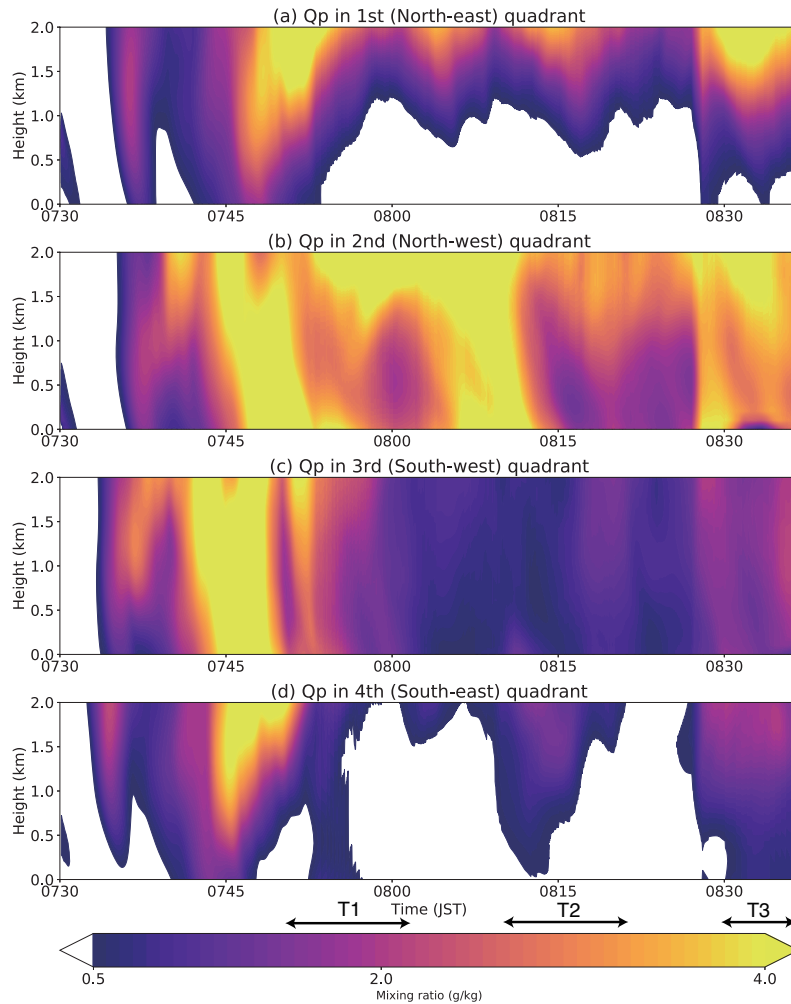 (a) Qp in 1st (North-east) quadrant
2.0
1.5
1.0
0.5
0.0
Height (km)
0730 0745 0800 0815 0830
(b) Qp in 2nd (North-west) quadrant
2.0
1.5
1.0
0.5
0.0
Height (km)
0730 0745 0800 0815 0830
(c) Qp in 3rd (South-west) quadrant
2.0
1.5
1.0
0.5
0.0
Height (km)
0730 0745 0800 0815 0830
(d) Qp in 4th (South-east) quadrant
2.0
1.5
1.0
0.5
0.0
Height (km)
0730 0745 0800 0815 0830
T1 Time (JST) T2 T3
0.5 2.0 4.0
Mixing ratio (g/kg)